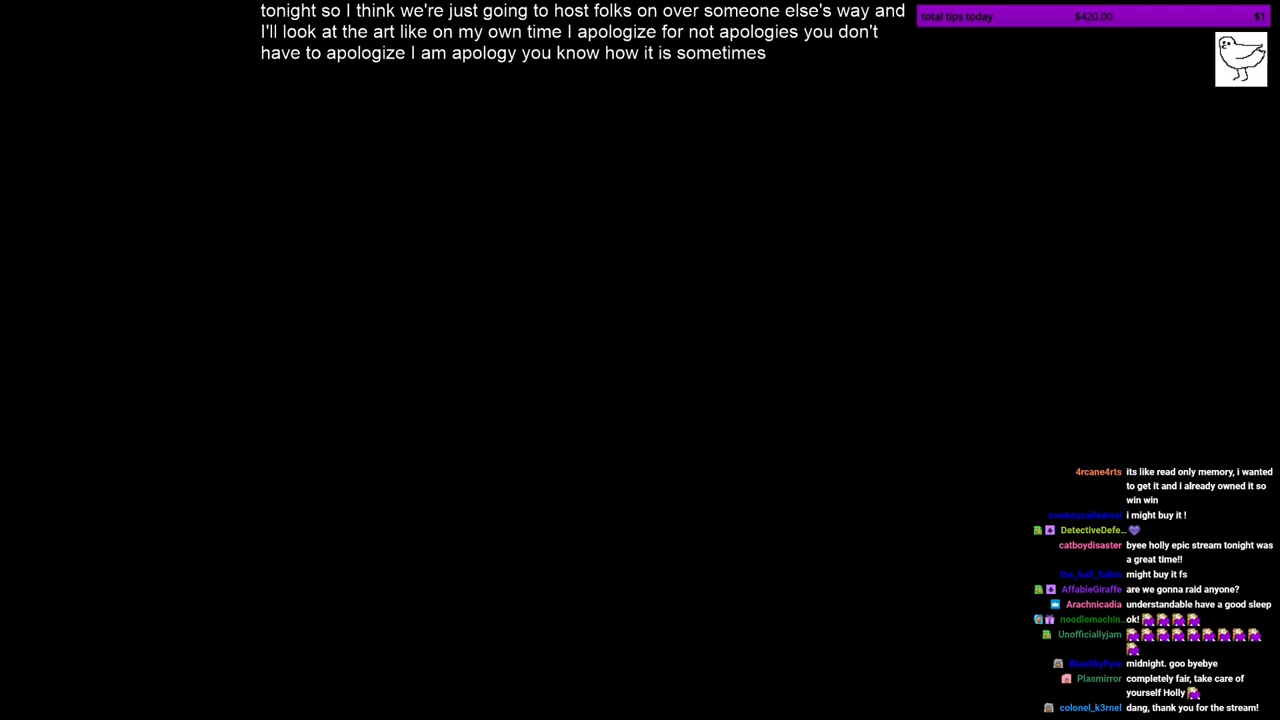 tonight so I think we're just going to host folks on over someone else's way and
I'll look at the art like on my own time I apologize for not apologies you don't
have to apologize I am apology you know how it is sometimes
total tips today $420.00 $1
4rcane4rts its like read only memory, i wanted
to get it and i already owned it so
win win
i might buy it !
DetectiveDefe...
catboydisaster byee holly epic stream tonight was
a great time!!
the_half_fallen might buy it fs
AffableGiraffe are we gonna raid anyone?
Arachnicadia understandable have a good sleep
noodlemachin... ok!
Unofficiallyjam
BlueSkyFyre midnight. goo byebye
Plasmirror completely fair, take care of
yourself Holly
colonel_k3rnel dang, thank you for the stream!